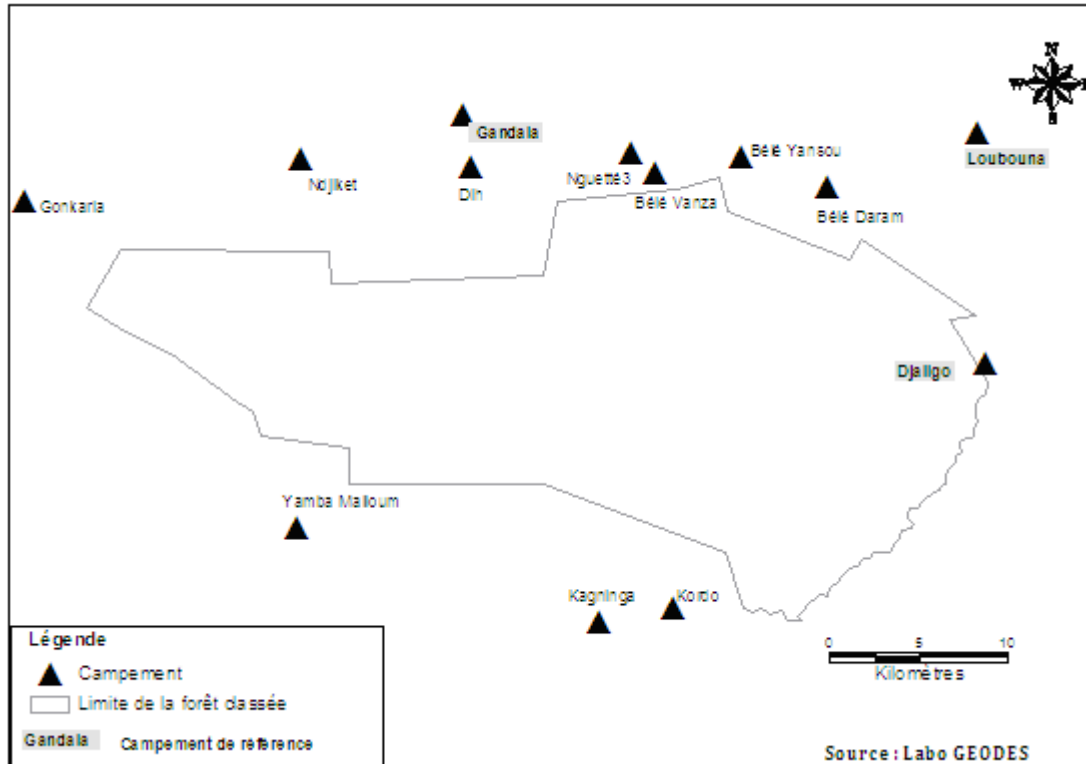 N
W
S
Gandala
Loubouna
Ndjiket
Dih
Nguetté3
Bélé Yansou
Bélé Vanza
Bélé Daram
Gonkaria
Djaligo
Yamba Malloum
Kagninga
Kordo
Légende
Campement
Limite de la forêt classée
Gandala Campement de référence
0 5 10
Kilomètres
Source : Labo GEODES